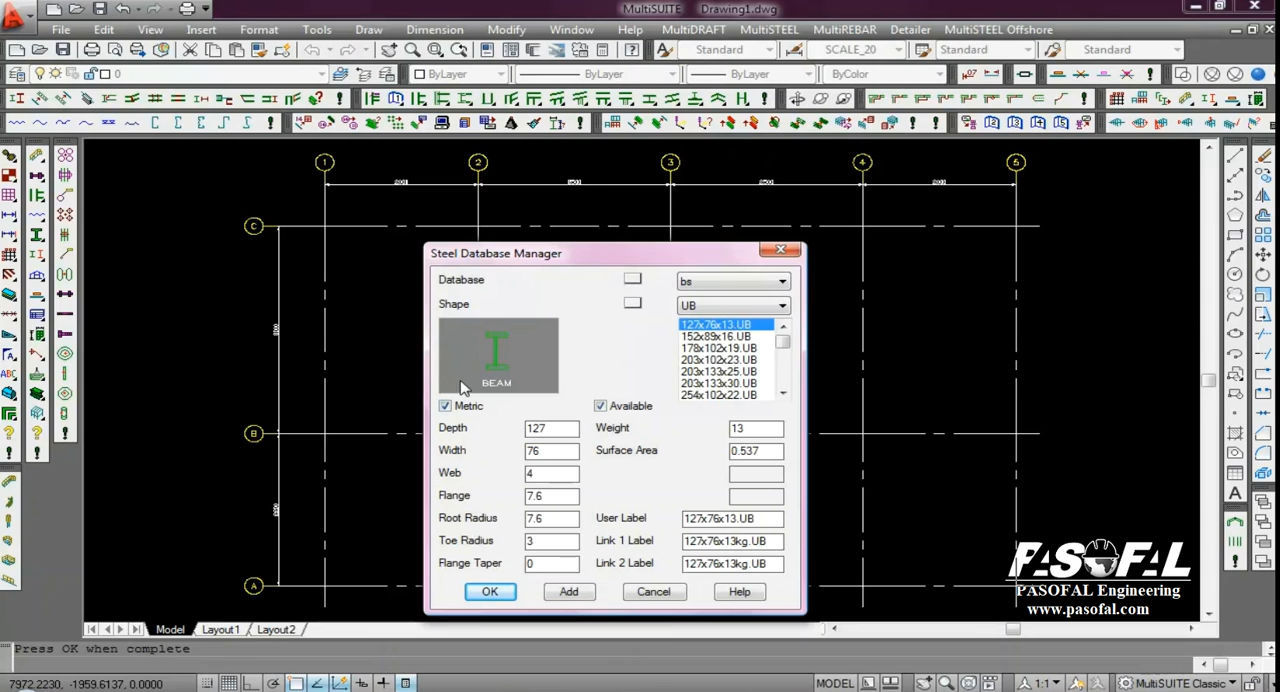 MultiSUITE Drawing1.dwg
File Edit View Insert Format Tools Draw Dimension Modify Window Help MultiDRAFT MultiSTEEL MultiREBAR Detailer MultiSTEEL Offshore
0 ByLayer ByLayer ByLayer ByColor
Standard SCALE_20 Standard Standard
1 2 3 4 5
C
B
A
Steel Database Manager
Database bs
Shape UB
BEAM
127x76x13.UB
152x89x16.UB
178x102x19.UB
203x102x23.UB
203x133x25.UB
203x133x30.UB
254x102x22.UB
Metric Available
Depth 127 Weight 13
Width 76 Surface Area 0.537
Web 4
Flange 7.6
Root Radius 7.6 User Label 127x76x13.UB
Toe Radius 3 Link 1 Label 127x76x13kg.UB
Flange Taper 0 Link 2 Label 127x76x13kg.UB
OK Add Cancel Help
PASOFAL
PASOFAL Engineering
www.pasofal.com
Model Layout1 Layout2
Press OK when complete
7972.2230, -1959.6137, 0.0000 MODEL 1:1 MultiSUITE Classic